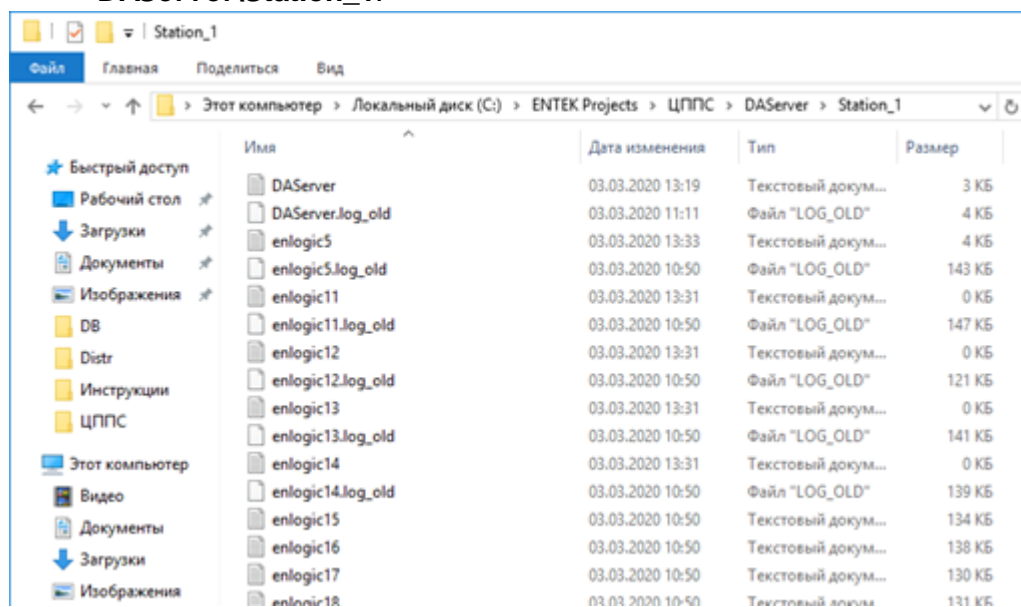 Station_1
Файл Главная Поделиться Вид
Этот компьютер > Локальный диск (C:) > ENTEK Projects > ЦППС > DAServer > Station_1
Имя Дата изменения Тип Размер
Быстрый доступ
Рабочий стол
Загрузки
Документы
Изображения
DB
Distr
Инструкции
ЦППС
Этот компьютер
Видео
Документы
Загрузки
Изображения
DAServer 03.03.2020 13:19 Текстовый докум... 3 КБ
DAServer.log_old 03.03.2020 11:11 Файл "LOG_OLD" 4 КБ
enlogic5 03.03.2020 13:33 Текстовый докум... 4 КБ
enlogic5.log_old 03.03.2020 10:50 Файл "LOG_OLD" 143 КБ
enlogic11 03.03.2020 13:31 Текстовый докум... 0 КБ
enlogic11.log_old 03.03.2020 10:50 Файл "LOG_OLD" 147 КБ
enlogic12 03.03.2020 13:31 Текстовый докум... 0 КБ
enlogic12.log_old 03.03.2020 10:50 Файл "LOG_OLD" 121 КБ
enlogic13 03.03.2020 13:31 Текстовый докум... 0 КБ
enlogic13.log_old 03.03.2020 10:50 Файл "LOG_OLD" 141 КБ
enlogic14 03.03.2020 13:31 Текстовый докум... 0 КБ
enlogic14.log_old 03.03.2020 10:50 Файл "LOG_OLD" 139 КБ
enlogic15 03.03.2020 10:50 Текстовый докум... 134 КБ
enlogic16 03.03.2020 10:50 Текстовый докум... 138 КБ
enlogic17 03.03.2020 10:50 Текстовый докум... 130 КБ
enlogic18 03.03.2020 10:50 Текстовый докум... 131 КБ